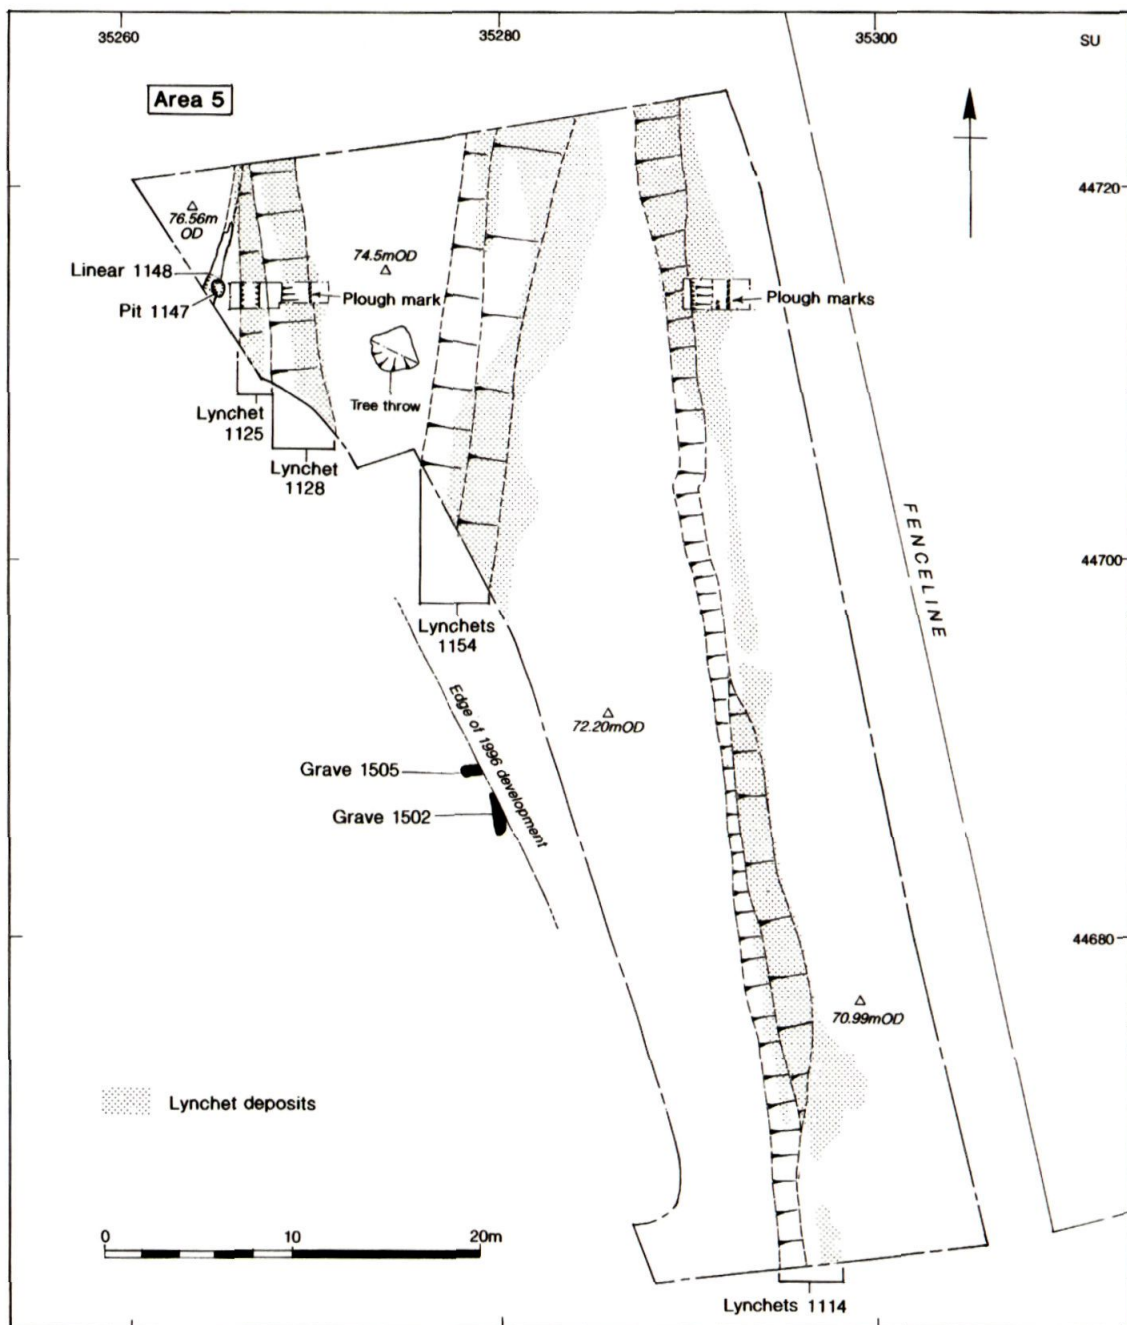 35260
35280
35300
SU
Area 5
44720
76.56m
OD
74.5mOD
Linear 1148
Pit 1147
Plough mark
Plough marks
Tree throw
Lynchet
1125
Lynchet
1128
44700
FENCELINE
Lynchets
1154
Edge of 1996 development
72.20mOD
Grave 1505
Grave 1502
44680
70.99mOD
Lynchet deposits
0
10
20m
Lynchets 1114